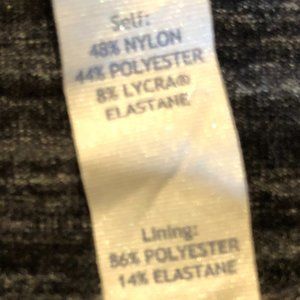 Self:
48% NYLON
44% POLYESTER
8% LYCRA®
ELASTANE
Lining:
86% POLYESTER
14% ELASTANE